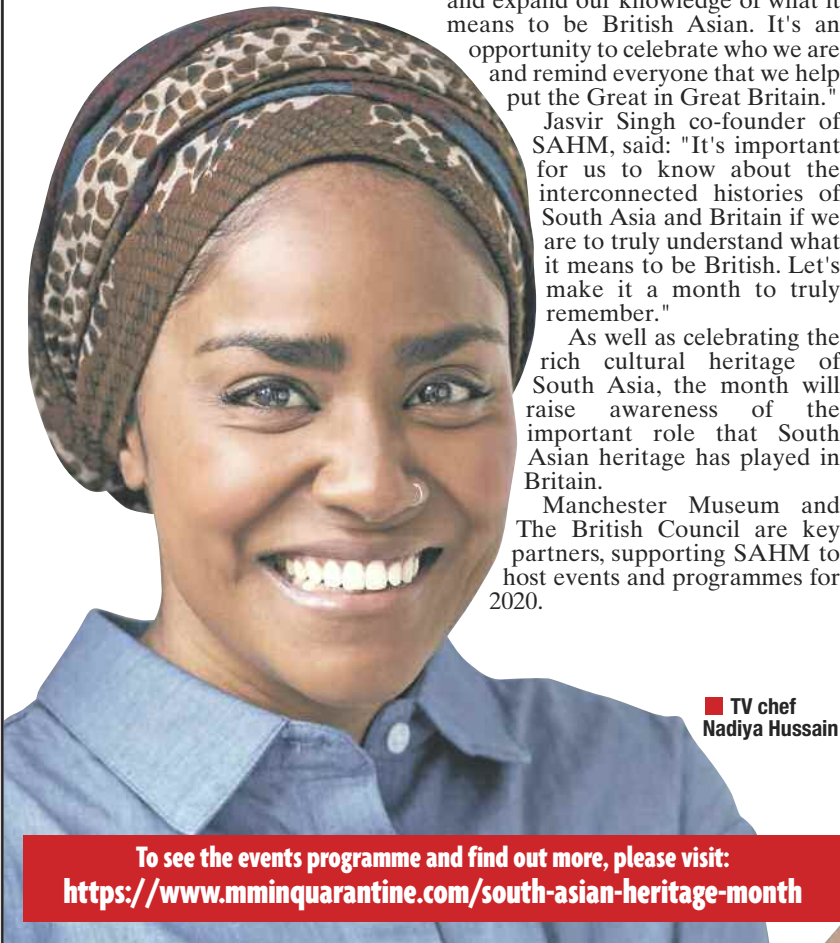 and expand our knowledge of what it
means to be British Asian. It's an
opportunity to celebrate who we are
and remind everyone that we help
put the Great in Great Britain."
Jasvir Singh co-founder of
SAHM, said: "It's important
for us to know about the
interconnected histories of
South Asia and Britain if we
are to truly understand what
it means to be British. Let's
make it a month to truly
remember."
As well as celebrating the
rich cultural heritage of
South Asia, the month will
raise awareness of the
important role that South
Asian heritage has played in
Britain.
Manchester Museum and
The British Council are key
partners, supporting SAHM to
host events and programmes for
2020.
TV chef
Nadiya Hussain
To see the events programme and find out more, please visit:
https://www.mminquarantine.com/south-asian-heritage-month